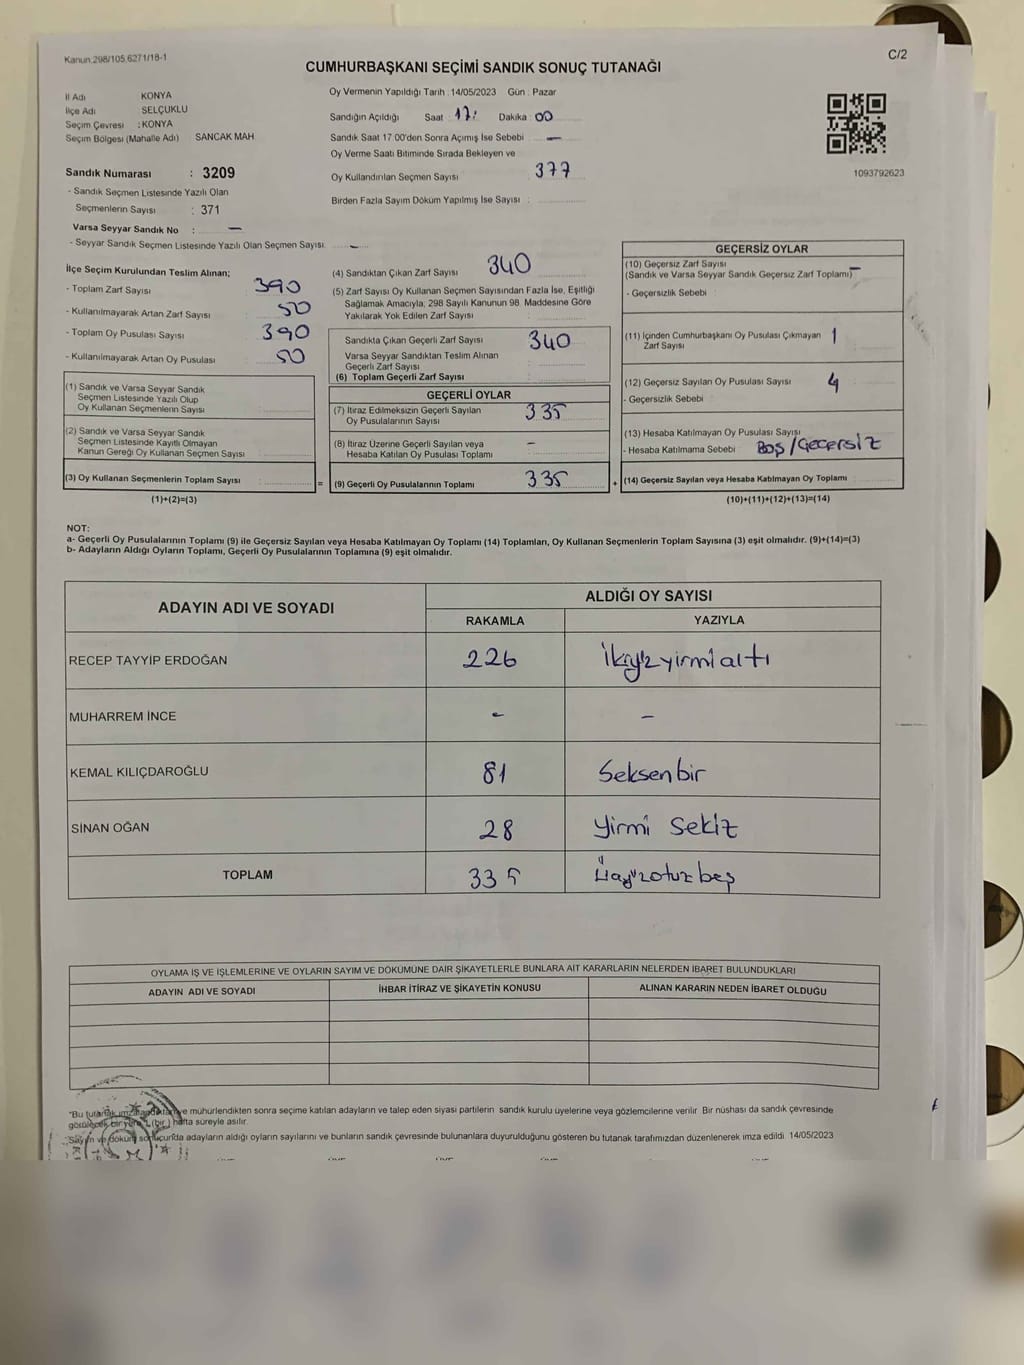 Kanun.298/105.6271/18-1
C/2
CUMHURBAŞKANI SEÇİMİ SANDIK SONUÇ TUTANAĞI
İl Adı KONYA
İlçe Adı SELÇUKLU
Seçim Çevresi : KONYA
Seçim Bölgesi (Mahalle Adı) SANCAK MAH
Sandık Numarası : 3209
- Sandık Seçmen Listesinde Yazılı Olan
Seçmenlerin Sayısı : 371
Varsa Seyyar Sandık No : —
- Seyyar Sandık Seçmen Listesinde Yazılı Olan Seçmen Sayısı. —
Oy Vermenin Yapıldığı Tarih : 14/05/2023 Gün : Pazar
Sandığın Açıldığı Saat : 17: Dakika : 00
Sandık Saat 17.00'den Sonra Açımış İse Sebebi —
Oy Verme Saati Bitiminde Sırada Bekleyen ve
Oy Kullandırılan Seçmen Sayısı 377
Birden Fazla Sayım Döküm Yapılmış İse Sayısı :
1093792623
İlçe Seçim Kurulundan Teslim Alınan;
- Toplam Zarf Sayısı 390
- Kullanılmayarak Artan Zarf Sayısı 50
- Toplam Oy Pusulası Sayısı 390
- Kullanılmayarak Artan Oy Pusulası 50
(1) Sandık ve Varsa Seyyar Sandık
Seçmen Listesinde Yazılı Olup
Oy Kullanan Seçmenlerin Sayısı :
(2) Sandık ve Varsa Seyyar Sandık
Seçmen Listesinde Kayıtlı Olmayan
Kanun Gereği Oy Kullanan Seçmen Sayısı
(3) Oy Kullanan Seçmenlerin Toplam Sayısı :
(1)+(2)=(3)
(4) Sandıktan Çıkan Zarf Sayısı 340
(5) Zarf Sayısı Oy Kullanan Seçmen Sayısından Fazla İse, Eşitliği
Sağlamak Amacıyla, 298 Sayılı Kanunun 98. Maddesine Göre
Yakılarak Yok Edilen Zarf Sayısı
Sandıkta Çıkan Geçerli Zarf Sayısı 340
Varsa Seyyar Sandıktan Teslim Alınan
Geçerli Zarf Sayısı
(6) Toplam Geçerli Zarf Sayısı
GEÇERLİ OYLAR
(7) İtiraz Edilmeksizin Geçerli Sayılan
Oy Pusulalarının Sayısı 335
(8) İtiraz Üzerine Geçerli Sayılan veya
Hesaba Katılan Oy Pusulası Toplamı —
= (9) Geçerli Oy Pusulalarının Toplamı 335
GEÇERSİZ OYLAR
(10) Geçersiz Zarf Sayısı
(Sandık ve Varsa Seyyar Sandık Geçersiz Zarf Toplamı) —
- Geçersizlik Sebebi :
(11) İçinden Cumhurbaşkanı Oy Pusulası Çıkmayan 1
Zarf Sayısı
(12) Geçersiz Sayılan Oy Pusulası Sayısı 4
- Geçersizlik Sebebi
(13) Hesaba Katılmayan Oy Pusulası Sayısı
- Hesaba Katılmama Sebebi BOŞ/GEÇERSİZ
+ (14) Geçersiz Sayılan veya Hesaba Katılmayan Oy Toplamı
(10)+(11)+(12)+(13)=(14)
NOT:
a- Geçerli Oy Pusulalarının Toplamı (9) ile Geçersiz Sayılan veya Hesaba Katılmayan Oy Toplamı (14) Toplamları, Oy Kullanan Seçmenlerin Toplam Sayısına (3) eşit olmalıdır. (9)+(14)=(3)
b- Adayların Aldığı Oyların Toplamı, Geçerli Oy Pusulalarının Toplamına (9) eşit olmalıdır.
ADAYIN ADI VE SOYADI ALDIĞI OY SAYISI
RAKAMLA YAZIYLA
RECEP TAYYİP ERDOĞAN 226 ikiyüzyirmialtı
MUHARREM İNCE - —
KEMAL KILIÇDAROĞLU 81 Seksenbir
SİNAN OĞAN 28 Yirmi Sekiz
TOPLAM 335 Üçyüzotuzbeş
OYLAMA İŞ VE İŞLEMLERİNE VE OYLARIN SAYIM VE DÖKÜMÜNE DAİR ŞİKAYETLERLE BUNLARA AİT KARARLARIN NELERDEN İBARET BULUNDUKLARI
ADAYIN ADI VE SOYADI İHBAR İTİRAZ VE ŞİKAYETİN KONUSU ALINAN KARARIN NEDEN İBARET OLDUĞU
"Bu tutanak imzalandıktan ve mühürlendikten sonra seçime katılan adayların ve talep eden siyasi partilerin sandık kurulu üyelerine veya gözlemcilerine verilir. Bir nüshası da sandık çevresinde
görülecek bir yere 1 (bir) hafta süreyle asılır.
Sayım ve döküm sonucunda adayların aldığı oyların sayılarını ve bunların sandık çevresinde bulunanlara duyurulduğunu gösteren bu tutanak tarafımızdan düzenlenerek imza edildi. 14/05/2023